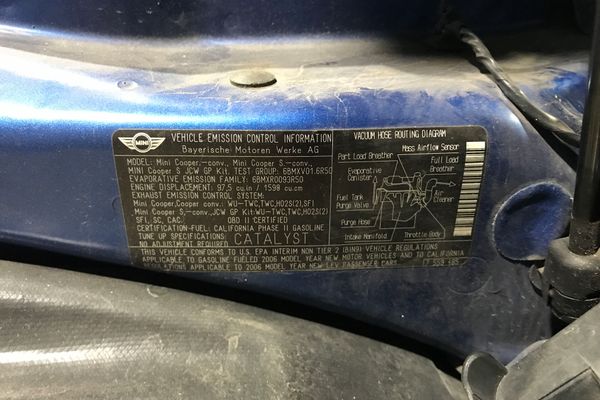 MINI
VEHICLE EMISSION CONTROL INFORMATION
Bayerische Motoren Werke AG
MODEL: Mini Cooper.-conv., Mini Cooper S.-conv.,
MINI Cooper S JCW GP Kit; TEST GROUP: 6BMXV01.6RSO
EVAPORATIVE EMISSION FAMILY: 6BMXR0093RSO
ENGINE DISPLACEMENT: 97.5 cu.in / 1598 cu.cm
EXHAUST EMISSION CONTROL SYSTEM:
Mini Cooper,Cooper-conv.: WU-TWC,TWC,HO2S(2),SFI
Mini Cooper.S,-conv., JCW GP Kit:WU-TWC,TWC,HO2S(2)
SFI, SC, CAC; OBD II CERTIFIED
CERTIFICATION-FUEL: CALIFORNIA PHASE II GASOLINE
TUNE UP SPECIFICATIONS
NO ADJUSTMENT REQUIRED
CATALYST
THIS VEHICLE CONFORMS TO U.S. EPA INTERIM NON TIER 2 (BIN9) VEHICLE REGULATIONS
APPLICABLE TO GASOLINE FUELED 2006 MODEL YEAR NEW MOTOR VEHICLES AND TO CALIFORNIA
REGULATIONS APPLICABLE TO 2006 MODEL YEAR NEW LEV PASSENGER CARS
VACUUM HOSE ROUTING DIAGRAM
Mass Airflow Sensor
Part Load Breather
Full Load
Breather
Evaporative
Canister
Air
Cleaner
Fuel Tank
Purge Valve
Purge Hose
Intake Manifold
Throttle Body